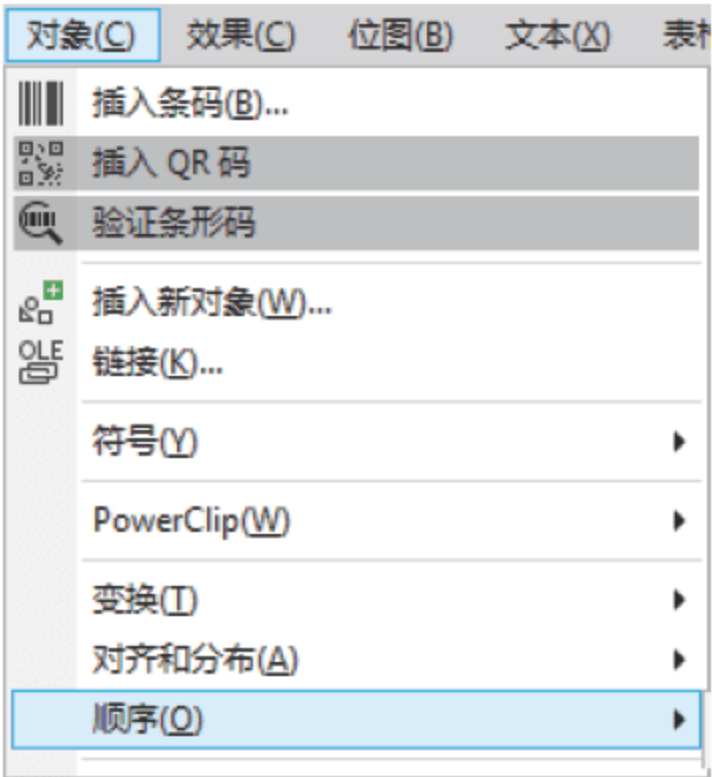 对象(C) 效果(C) 位图(B) 文本(X) 表
插入条码(B)...
插入 QR 码
验证条形码
插入新对象(W)...
OLE 链接(K)...
符号(Y)
PowerClip(W)
变换(T)
对齐和分布(A)
顺序(O)